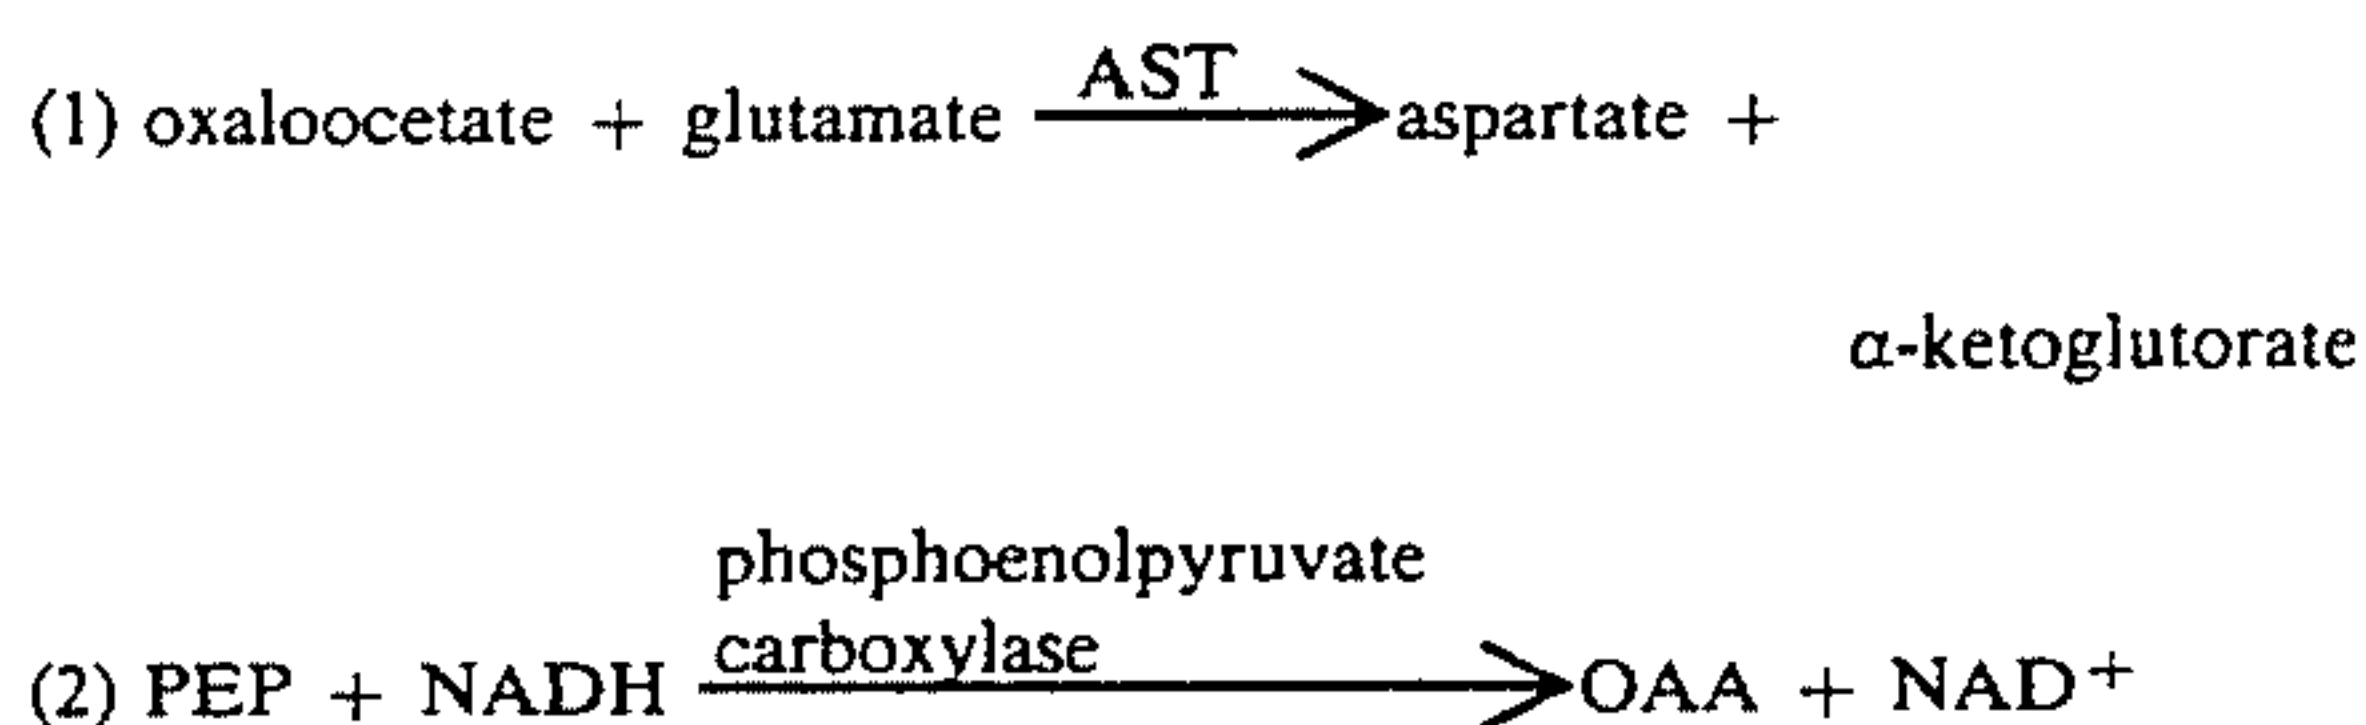 (1) oxaloocetate + glutamate AST aspartate +
α-ketoglutorate
phosphoenolpyruvate
carboxylase
(2) PEP + NADH OAA + NAD⁺